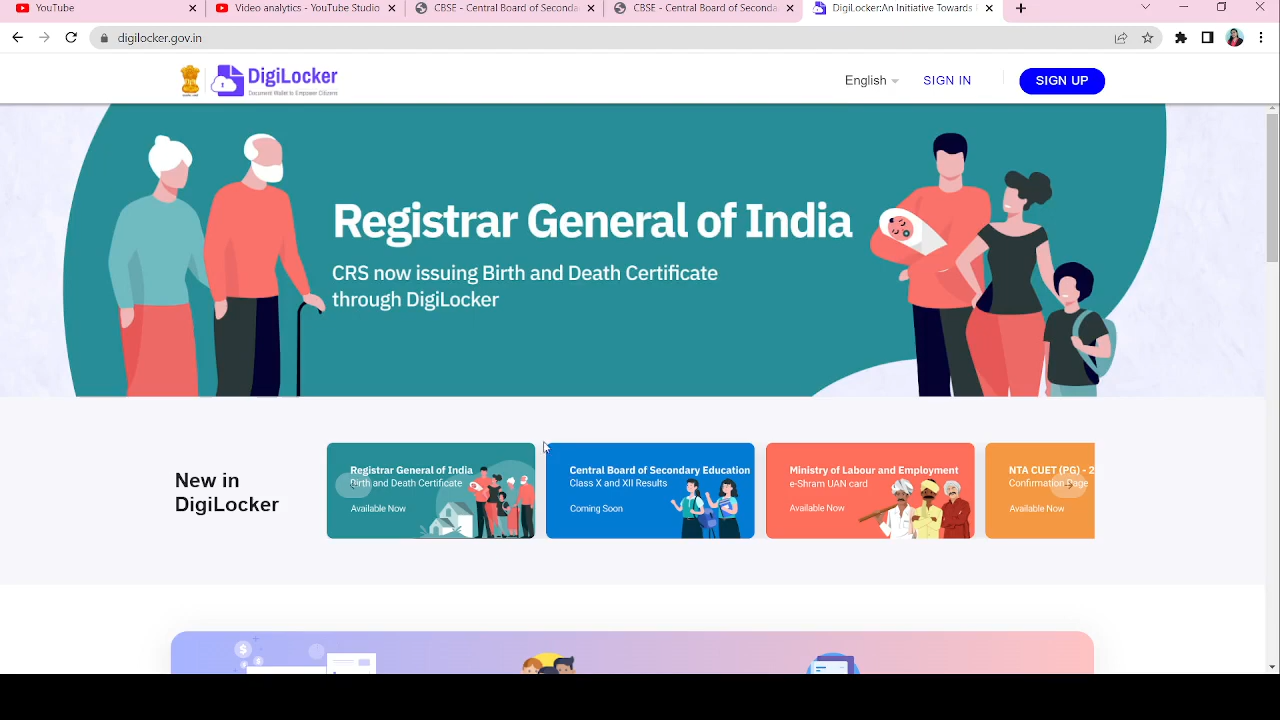 YouTube
Video analytics - YouTube Studio
CBSE - Central Board of Seconda
CBSE - Central Board of Seconda
DigiLocker:An Initiative Towards
digilocker.gov.in
DigiLocker
Document Wallet to Empower Citizens
English
SIGN IN
SIGN UP
Registrar General of India
CRS now issuing Birth and Death Certificate
through DigiLocker
New in
DigiLocker
Registrar General of India
Birth and Death Certificate
Available Now
Central Board of Secondary Education
Class X and XII Results
Coming Soon
Ministry of Labour and Employment
e-Shram UAN card
Available Now
NTA CUET (PG) - 2
Confirmation Page
Available Now